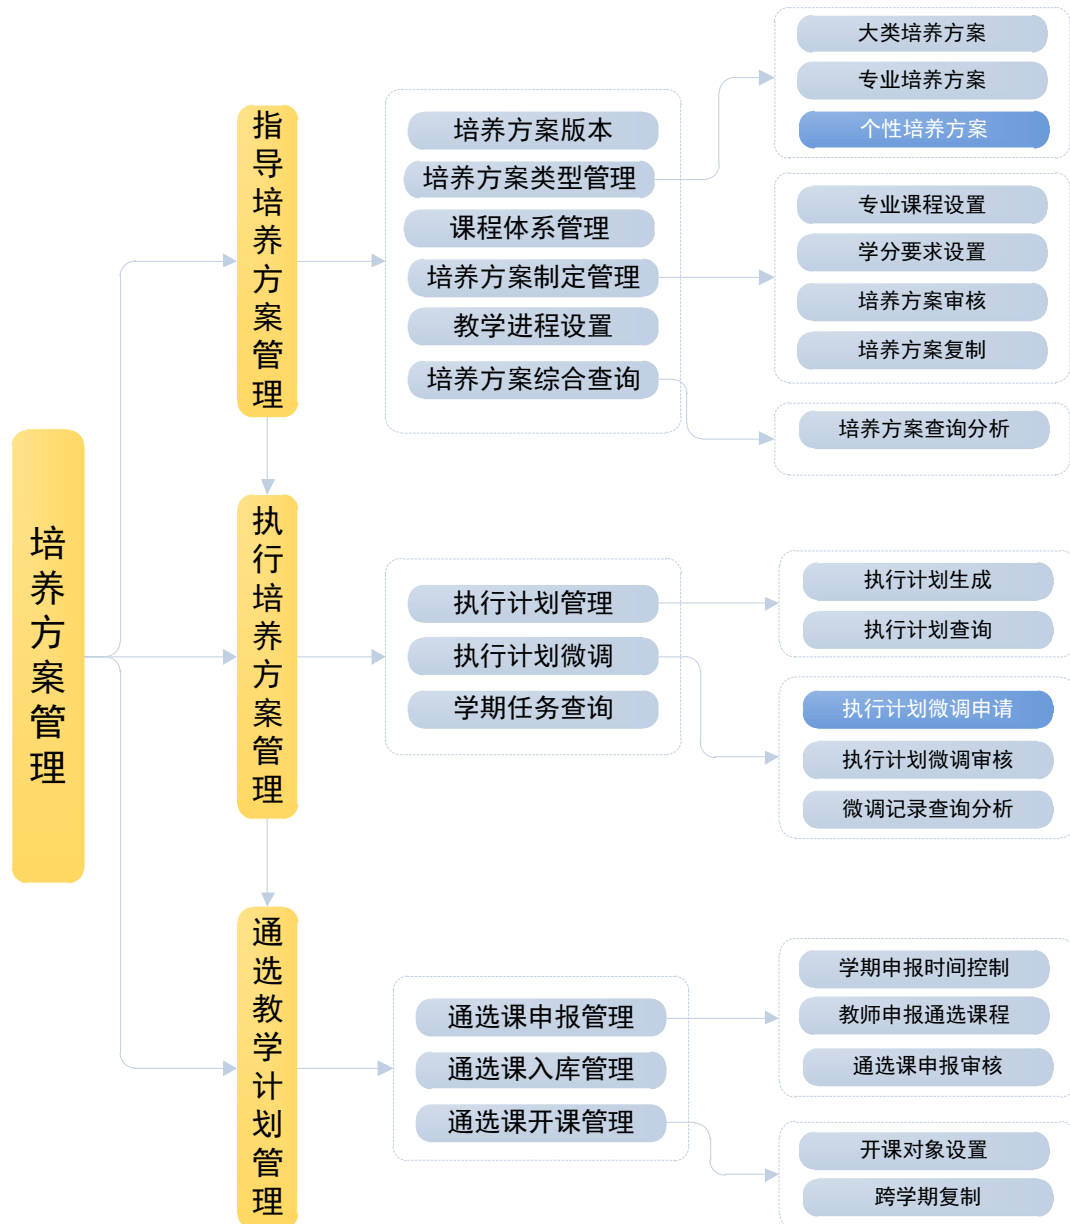 培养方案管理
指导培养方案管理
培养方案版本
培养方案类型管理
课程体系管理
培养方案制定管理
教学进程设置
培养方案综合查询
大类培养方案
专业培养方案
个性培养方案
专业课程设置
学分要求设置
培养方案审核
培养方案复制
培养方案查询分析
执行培养方案管理
执行计划管理
执行计划微调
学期任务查询
执行计划生成
执行计划查询
执行计划微调申请
执行计划微调审核
微调记录查询分析
通选教学计划管理
通选课申报管理
通选课入库管理
通选课开课管理
学期申报时间控制
教师申报通选课程
通选课申报审核
开课对象设置
跨学期复制